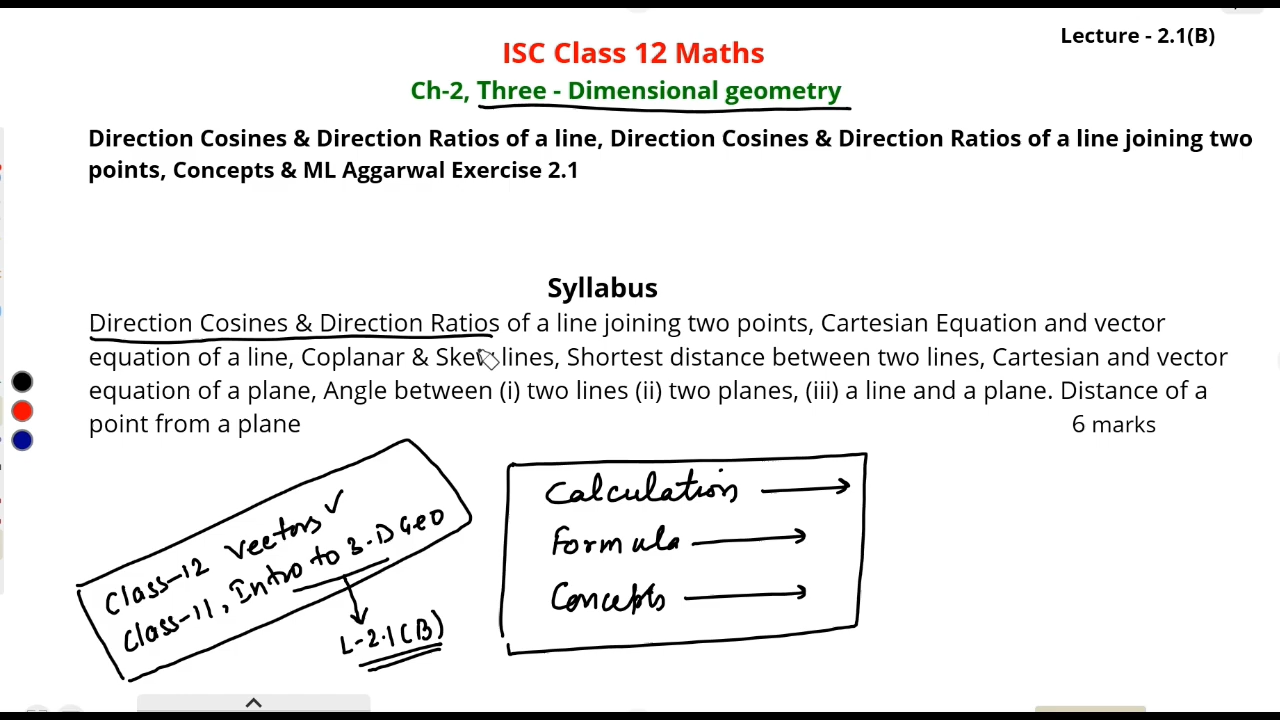 Lecture - 2.1(B)
ISC Class 12 Maths
Ch-2, Three - Dimensional geometry
Direction Cosines & Direction Ratios of a line, Direction Cosines & Direction Ratios of a line joining two
points, Concepts & ML Aggarwal Exercise 2.1
Syllabus
Direction Cosines & Direction Ratios of a line joining two points, Cartesian Equation and vector
equation of a line, Coplanar & Skew lines, Shortest distance between two lines, Cartesian and vector
equation of a plane, Angle between (i) two lines (ii) two planes, (iii) a line and a plane. Distance of a
point from a plane 6 marks
Class-12 Vectors ✓
Class-11, Intro to 3-D Geo
L-2.1(B)
Calculation →
Formula →
Concepts →